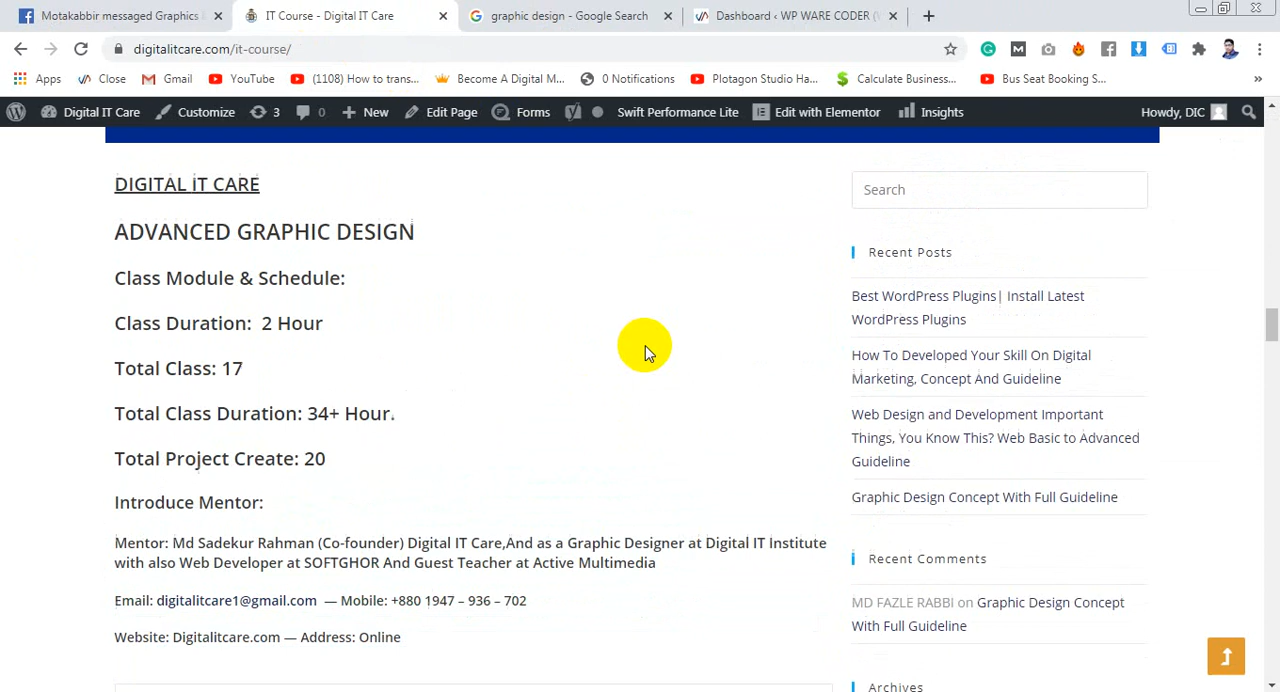 Motakabbir messaged Graphics &
IT Course - Digital IT Care
graphic design - Google Search
Dashboard ‹ WP WARE CODER (
digitalitcare.com/it-course/
Apps
Close
Gmail
YouTube
(1108) How to trans...
Become A Digital M...
0 Notifications
Plotagon Studio Ha...
Calculate Business...
Bus Seat Booking S...
»
Digital IT Care
Customize
3
0
New
Edit Page
Forms
Swift Performance Lite
Edit with Elementor
Insights
Howdy, DIC
DIGITAL IT CARE
ADVANCED GRAPHIC DESIGN
Class Module & Schedule:
Class Duration:  2 Hour
Total Class: 17
Total Class Duration: 34+ Hour.
Total Project Create: 20
Introduce Mentor:
Mentor: Md Sadekur Rahman (Co-founder) Digital IT Care,And as a Graphic Designer at Digital IT Institute
with also Web Developer at SOFTGHOR And Guest Teacher at Active Multimedia
Email: digitalitcare1@gmail.com  — Mobile: +880 1947 – 936 – 702
Website: Digitalitcare.com — Address: Online
Search
Recent Posts
Best WordPress Plugins| Install Latest
WordPress Plugins
How To Developed Your Skill On Digital
Marketing, Concept And Guideline
Web Design and Development Important
Things, You Know This? Web Basic to Advanced
Guideline
Graphic Design Concept With Full Guideline
Recent Comments
MD FAZLE RABBI on Graphic Design Concept
With Full Guideline
Archives